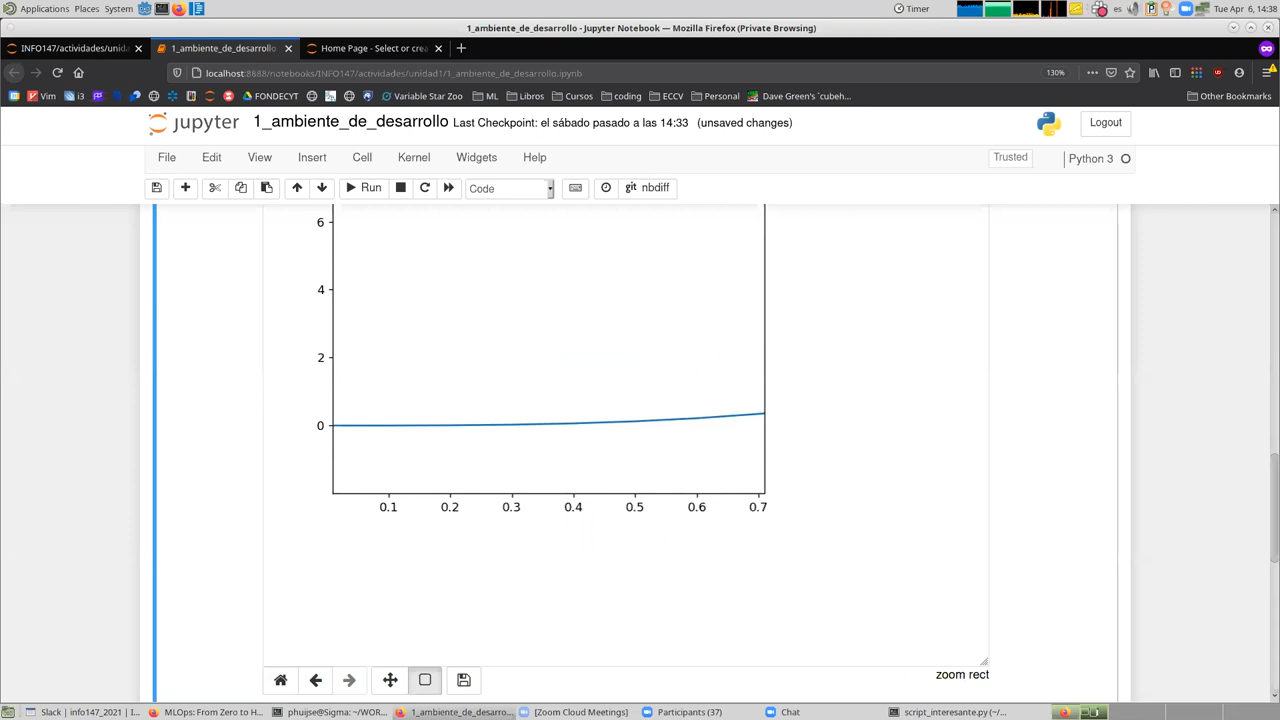 Applications Places System Timer es Tue Apr 6, 14:38
1_ambiente_de_desarrollo - Jupyter Notebook — Mozilla Firefox (Private Browsing)
INFO147/actividades/unida 1_ambiente_de_desarrollo Home Page - Select or crea
localhost:8888/notebooks/INFO147/actividades/unidad1/1_ambiente_de_desarrollo.ipynb 130%
Vim i3 FONDECYT Variable Star Zoo ML Libros Cursos coding ECCV Personal Dave Green's `cubeh... Other Bookmarks
jupyter 1_ambiente_de_desarrollo Last Checkpoint: el sábado pasado a las 14:33 (unsaved changes) Logout
File Edit View Insert Cell Kernel Widgets Help Trusted Python 3
Run Code git nbdiff
6
4
2
0
0.1 0.2 0.3 0.4 0.5 0.6 0.7
zoom rect
Slack | info147_2021 | I... MLOps: From Zero to H... phuijse@Sigma: ~/WOR... 1_ambiente_de_desarro... [Zoom Cloud Meetings] Participants (37) Chat script_interesante.py (~/...